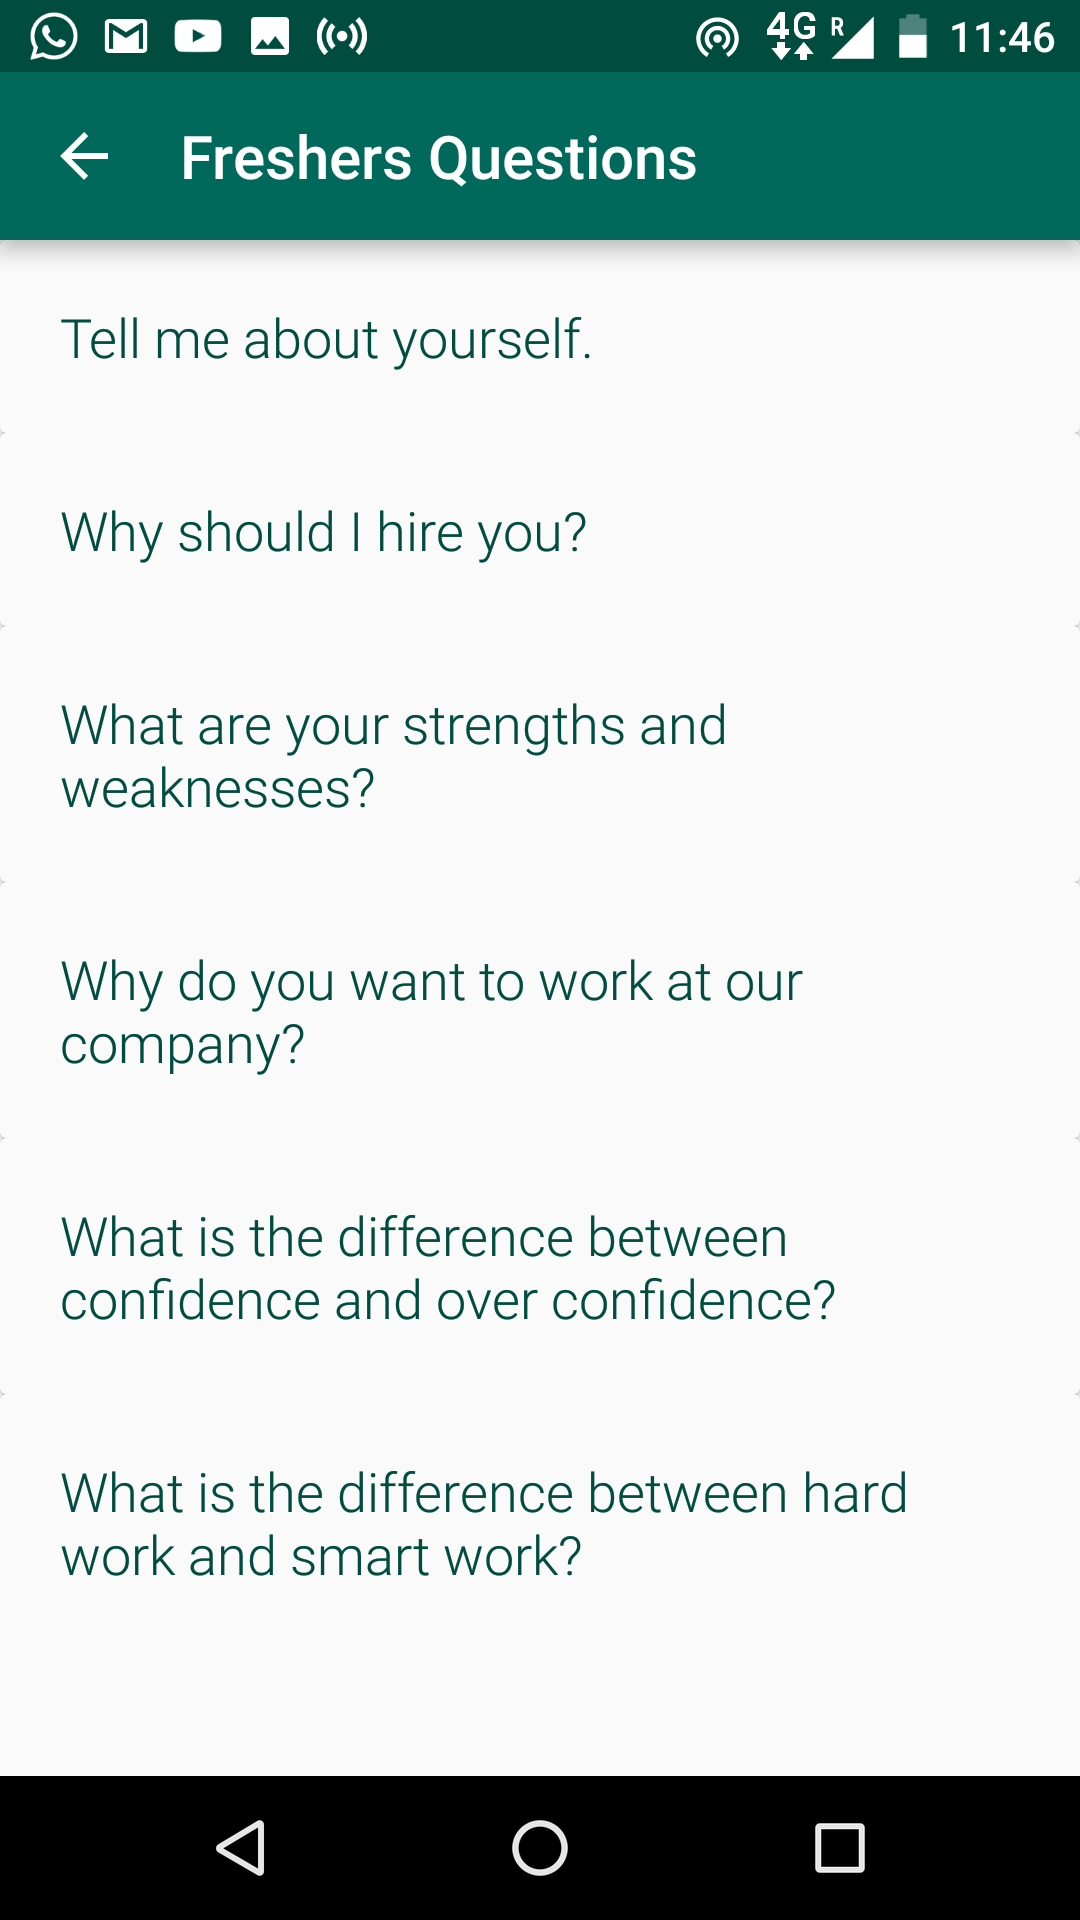 4G R 11:46
Freshers Questions
Tell me about yourself.
Why should I hire you?
What are your strengths and
weaknesses?
Why do you want to work at our
company?
What is the difference between
confidence and over confidence?
What is the difference between hard
work and smart work?